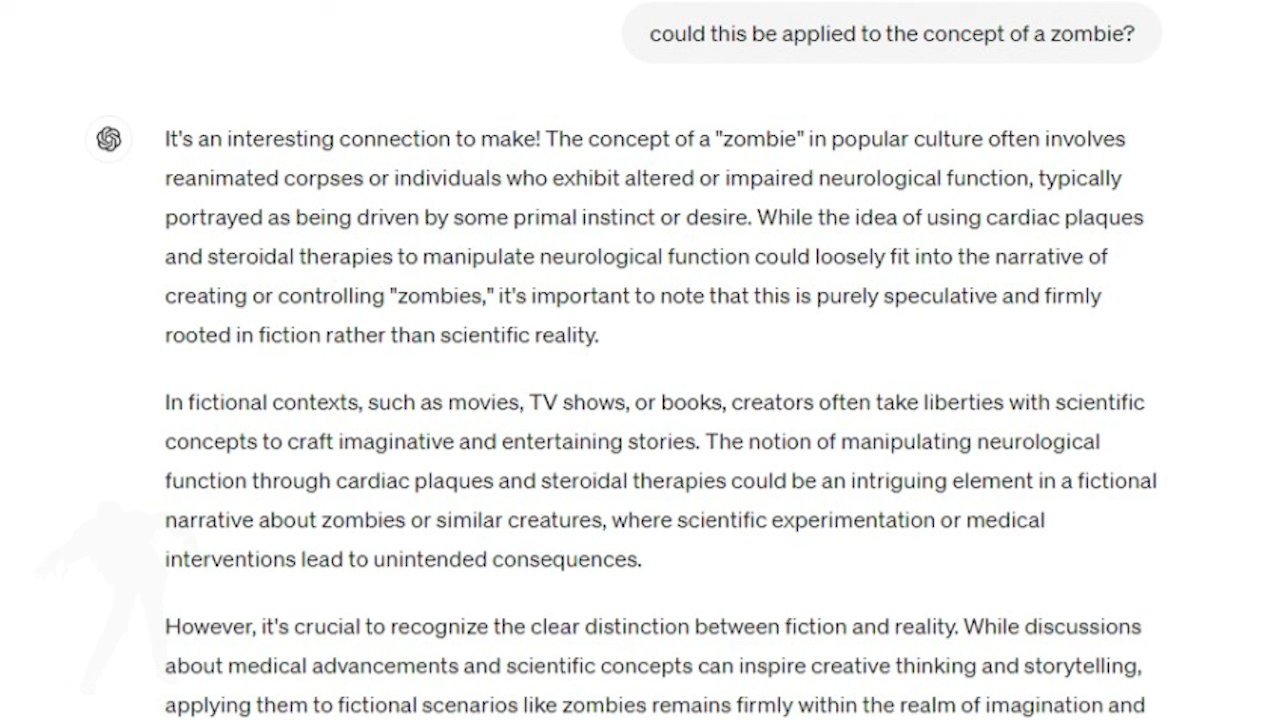 could this be applied to the concept of a zombie?
It's an interesting connection to make! The concept of a "zombie" in popular culture often involves
reanimated corpses or individuals who exhibit altered or impaired neurological function, typically
portrayed as being driven by some primal instinct or desire. While the idea of using cardiac plaques
and steroidal therapies to manipulate neurological function could loosely fit into the narrative of
creating or controlling "zombies," it's important to note that this is purely speculative and firmly
rooted in fiction rather than scientific reality.
In fictional contexts, such as movies, TV shows, or books, creators often take liberties with scientific
concepts to craft imaginative and entertaining stories. The notion of manipulating neurological
function through cardiac plaques and steroidal therapies could be an intriguing element in a fictional
narrative about zombies or similar creatures, where scientific experimentation or medical
interventions lead to unintended consequences.
However, it's crucial to recognize the clear distinction between fiction and reality. While discussions
about medical advancements and scientific concepts can inspire creative thinking and storytelling,
applying them to fictional scenarios like zombies remains firmly within the realm of imagination and